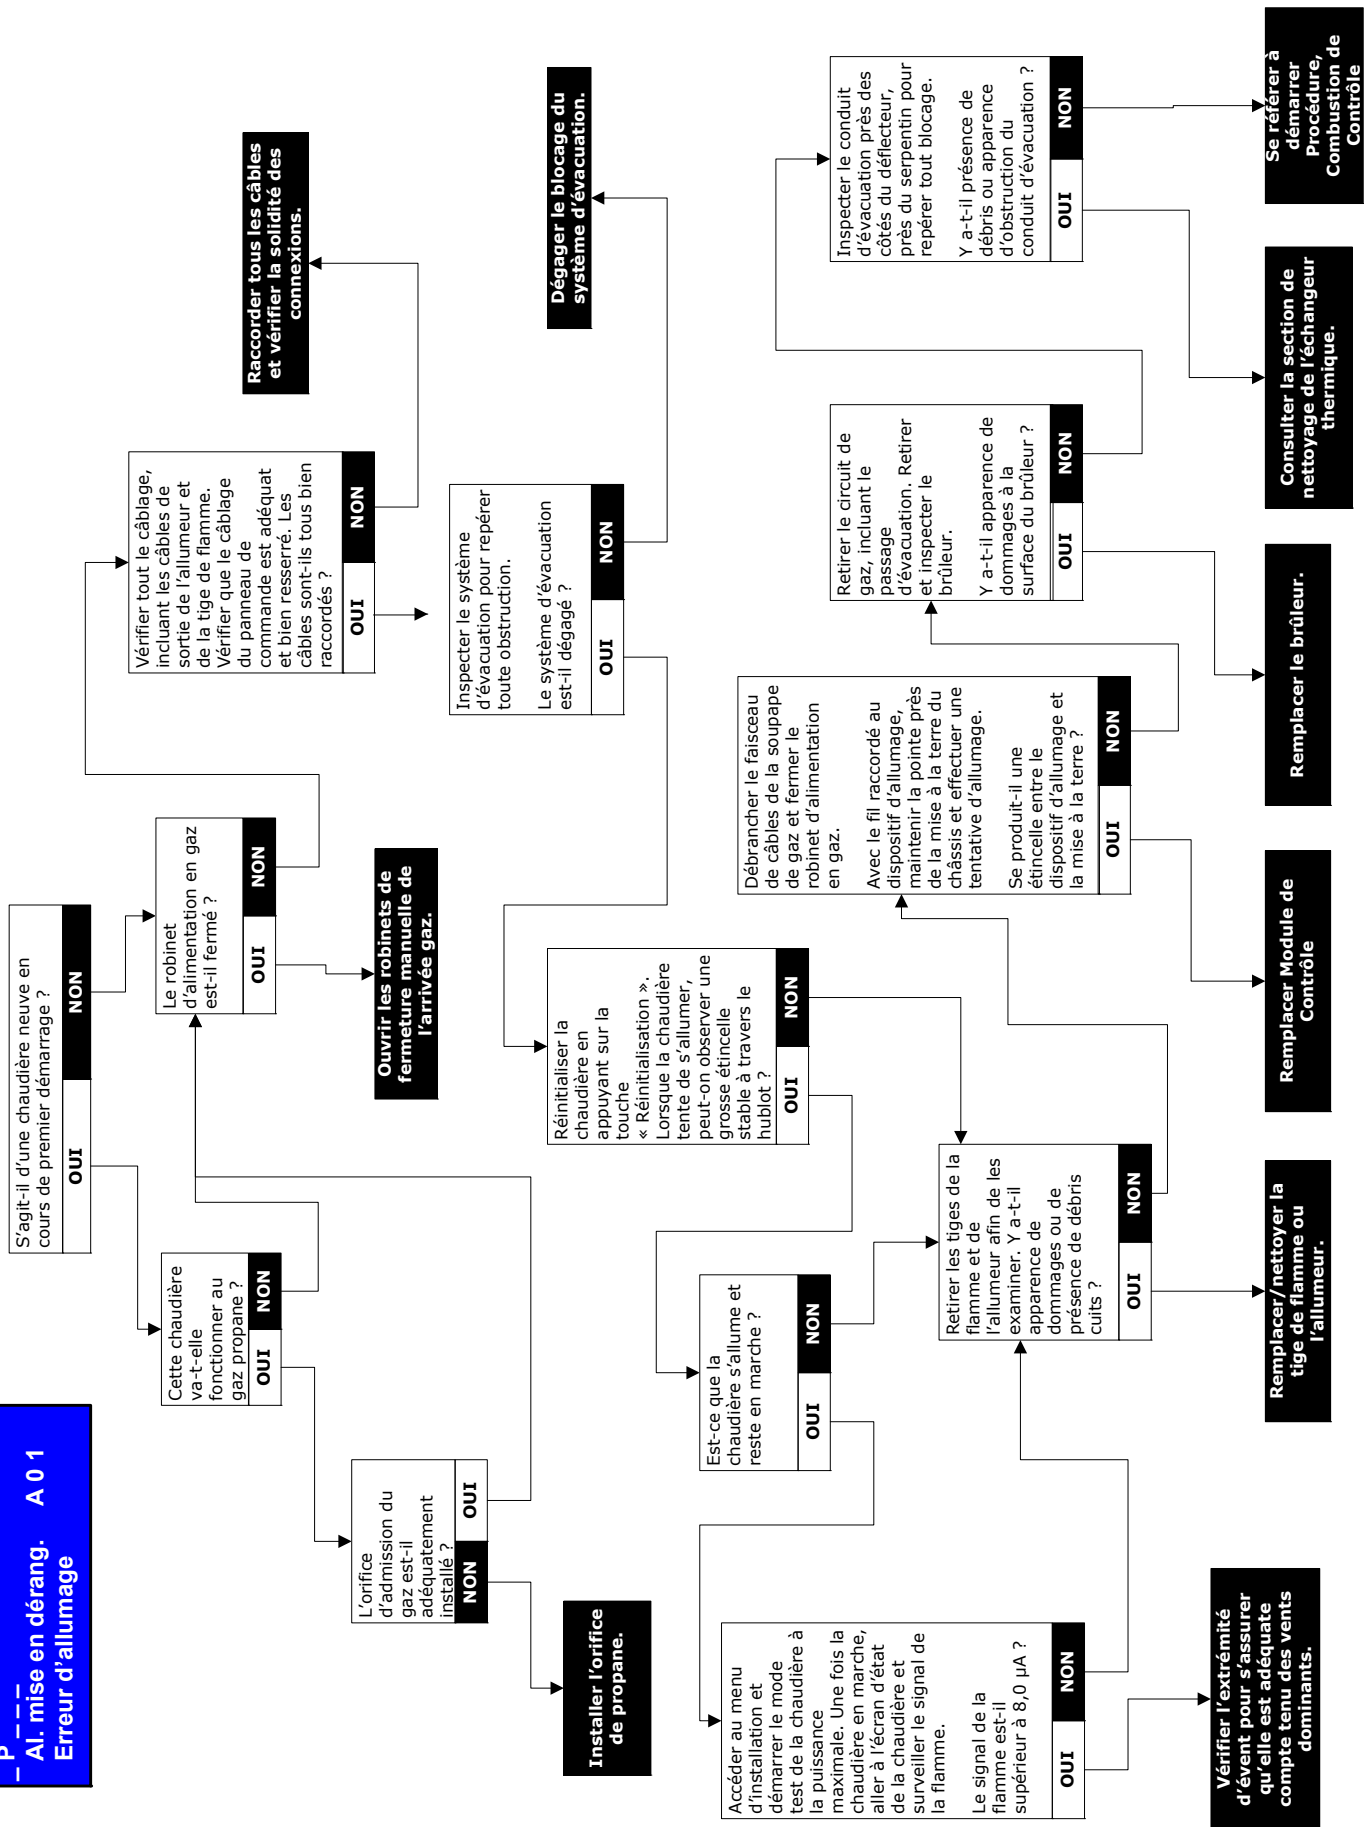 _ P _ _ _
Al. mise en dérang. A 0 1
Erreur d'allumage
S'agit-il d'une chaudière neuve en
cours de premier démarrage ?
OUI
NON
Cette chaudière
va-t-elle
fonctionner au
gaz propane ?
OUI
NON
Le robinet
d'alimentation en gaz
est-il fermé ?
OUI
NON
L'orifice
d'admission du
gaz est-il
adéquatement
installé ?
NON
OUI
Installer l'orifice
de propane.
Ouvrir les robinets de
fermeture manuelle de
l'arrivée gaz.
Vérifier tout le câblage,
incluant les câbles de
sortie de l'allumeur et
de la tige de flamme.
Vérifier que le câblage
du panneau de
commande est adéquat
et bien resserré. Les
câbles sont-ils tous bien
raccordés ?
OUI
NON
Raccorder tous les câbles
et vérifier la solidité des
connexions.
Inspecter le système
d'évacuation pour repérer
toute obstruction.
Le système d'évacuation
est-il dégagé ?
OUI
NON
Dégager le blocage du
système d'évacuation.
Réinitialiser la
chaudière en
appuyant sur la
touche
« Réinitialisation ».
Lorsque la chaudière
tente de s'allumer,
peut-on observer une
grosse étincelle
stable à travers le
hublot ?
OUI
NON
Est-ce que la
chaudière s'allume et
reste en marche ?
OUI
NON
Accéder au menu
d'installation et
démarrer le mode
test de la chaudière à
la puissance
maximale. Une fois la
chaudière en marche,
aller à l'écran d'état
de la chaudière et
surveiller le signal de
la flamme.
Le signal de la
flamme est-il
supérieur à 8,0 µA ?
OUI
NON
Retirer les tiges de la
flamme et de
l'allumeur afin de les
examiner. Y a-t-il
apparence de
dommages ou de
présence de débris
cuits ?
OUI
NON
Débrancher le faisceau
de câbles de la soupape
de gaz et fermer le
robinet d'alimentation
en gaz.
Avec le fil raccordé au
dispositif d'allumage,
maintenir la pointe près
de la mise à la terre du
châssis et effectuer une
tentative d'allumage.
Se produit-il une
étincelle entre le
dispositif d'allumage et
la mise à la terre ?
OUI
NON
Retirer le circuit de
gaz, incluant le
passage
d'évacuation. Retirer
et inspecter le
brûleur.
Y a-t-il apparence de
dommages à la
surface du brûleur ?
OUI
NON
Inspecter le conduit
d'évacuation près des
côtés du déflecteur,
près du serpentin pour
repérer tout blocage.
Y a-t-il présence de
débris ou apparence
d'obstruction du
conduit d'évacuation ?
OUI
NON
Vérifier l'extrémité
d'évent pour s'assurer
qu'elle est adéquate
compte tenu des vents
dominants.
Remplacer/nettoyer la
tige de flamme ou
l'allumeur.
Remplacer Module de
Contrôle
Remplacer le brûleur.
Consulter la section de
nettoyage de l'échangeur
thermique.
Se référer à
démarrer
Procédure,
Combustion de
Contrôle